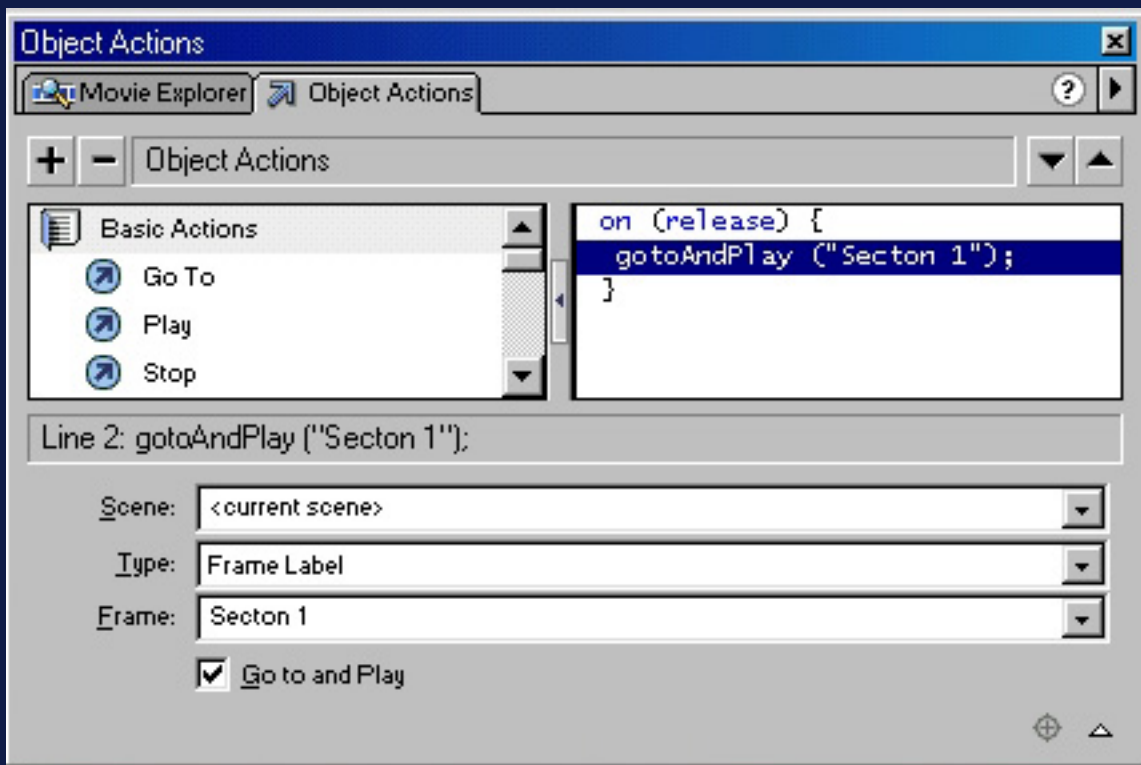 Object Actions
Movie Explorer
Object Actions
?
+ - Object Actions
Basic Actions
Go To
Play
Stop
on (release) {
gotoAndPlay ("Secton 1");
}
Line 2: gotoAndPlay ("Secton 1");
Scene: <current scene>
Type: Frame Label
Frame: Secton 1
Go to and Play